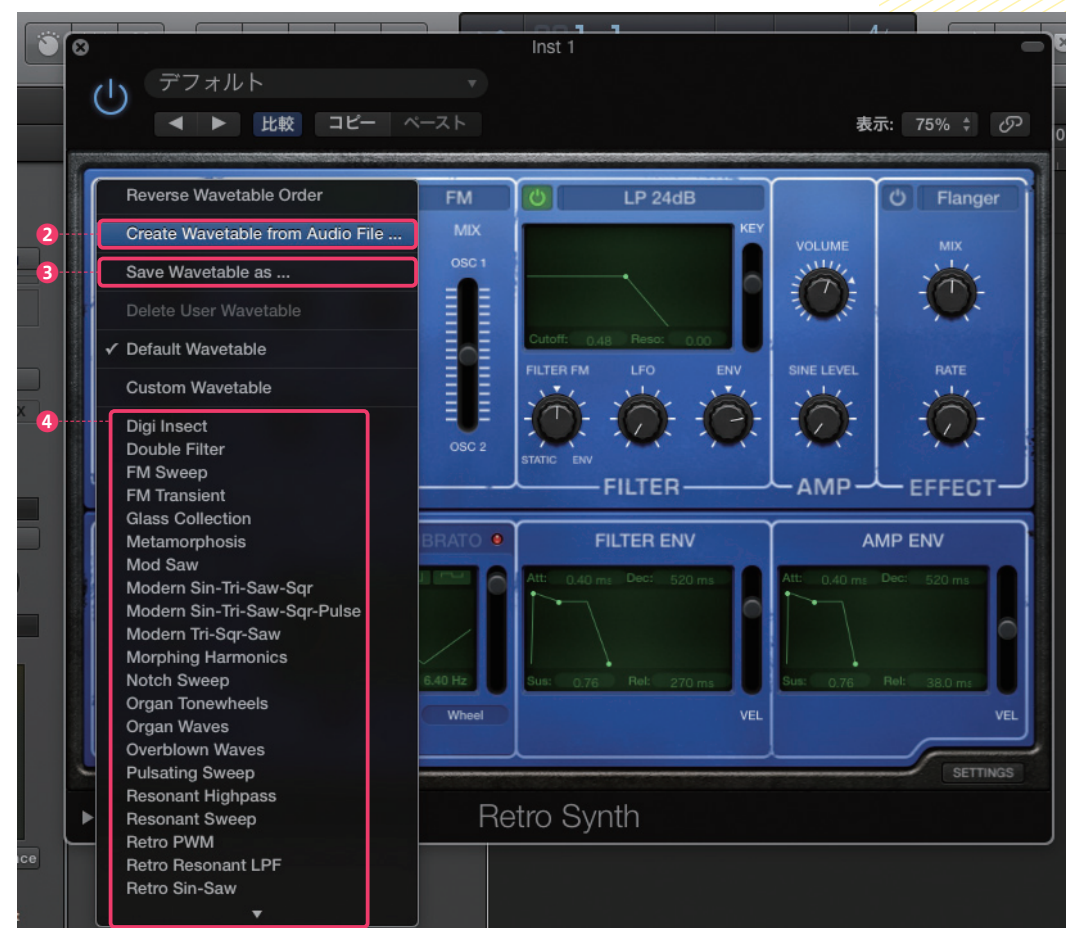 Inst 1
デフォルト
比較 コピー ペースト
表示: 75%
Reverse Wavetable Order
2 Create Wavetable from Audio File ...
3 Save Wavetable as ...
Delete User Wavetable
✓ Default Wavetable
Custom Wavetable
4
Digi Insect
Double Filter
FM Sweep
FM Transient
Glass Collection
Metamorphosis
Mod Saw
Modern Sin-Tri-Saw-Sqr
Modern Sin-Tri-Saw-Sqr-Pulse
Modern Tri-Sqr-Saw
Morphing Harmonics
Notch Sweep
Organ Tonewheels
Organ Waves
Overblown Waves
Pulsating Sweep
Resonant Highpass
Resonant Sweep
Retro PWM
Retro Resonant LPF
Retro Sin-Saw
FM
MIX
OSC 1
OSC 2
LP 24dB
KEY
Cutoff: 0.48 Reso: 0.00
FILTER FM LFO ENV
STATIC ENV
FILTER
VOLUME
SINE LEVEL
AMP
Flanger
MIX
RATE
EFFECT
BRATO
6.40 Hz
Wheel
FILTER ENV
Att: 0.40 ms Dec: 520 ms
Sus: 0.76 Rel: 270 ms
VEL
AMP ENV
Att: 0.40 ms Dec: 520 ms
Sus: 0.76 Rel: 38.0 ms
VEL
SETTINGS
Retro Synth